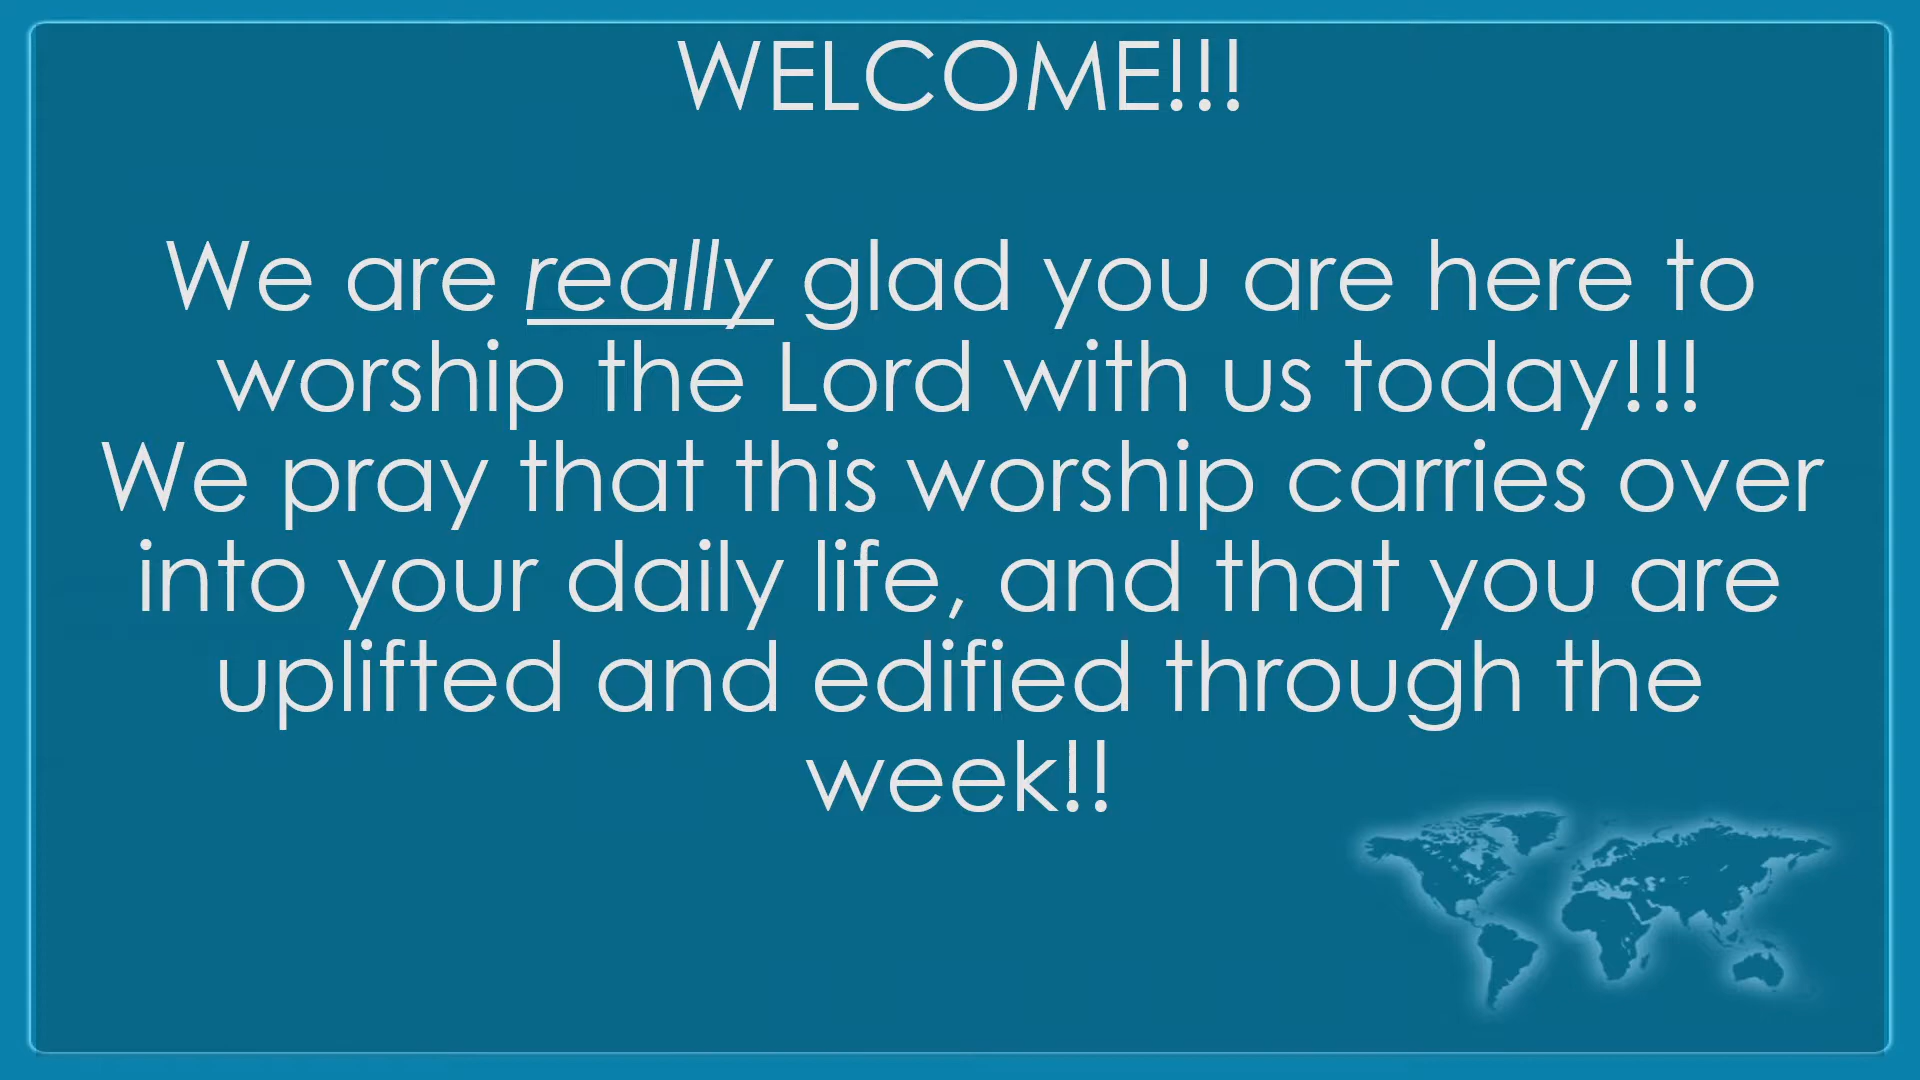 WELCOME!!!
We are really glad you are here to
worship the Lord with us today!!!
We pray that this worship carries over
into your daily life, and that you are
uplifted and edified through the
week!!